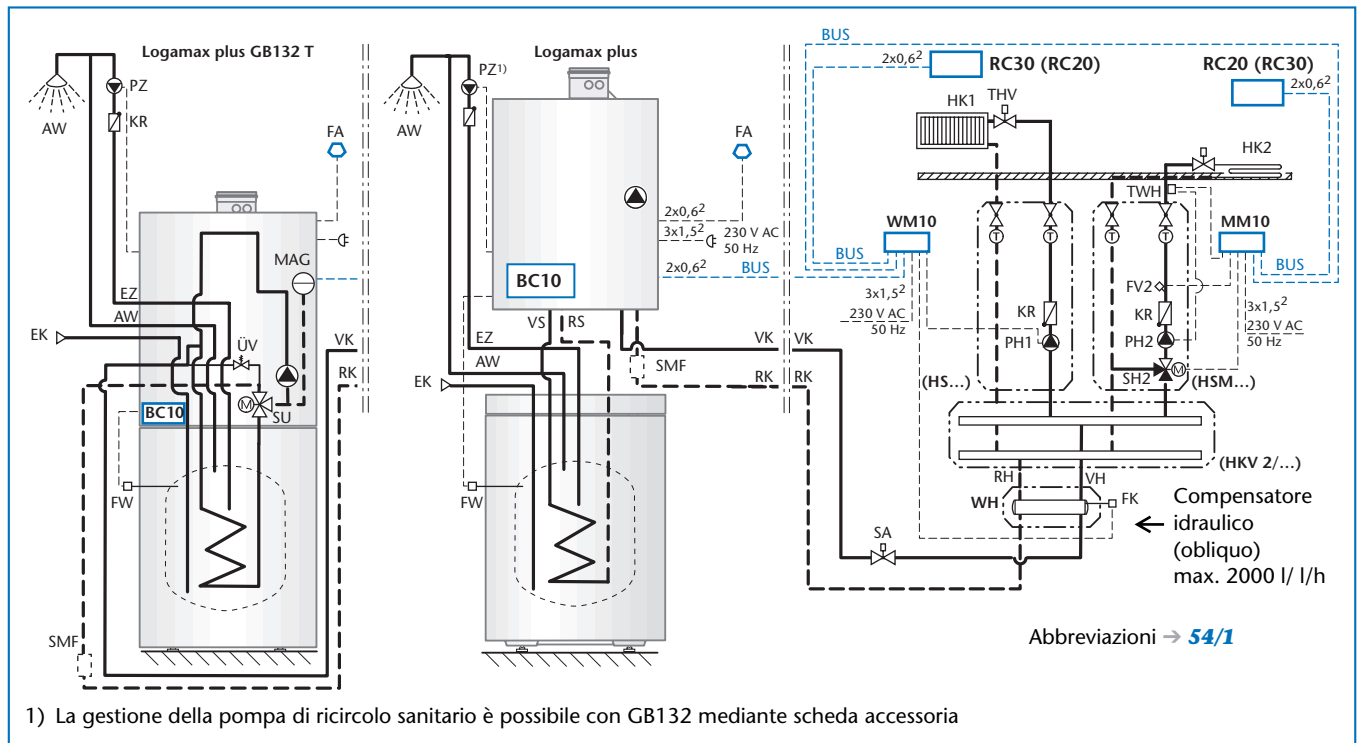 Logamax plus GB132 T
PZ
KR
AW
FA
MAG
EZ
AW
EK
ÜV
VK
RK
SU
M
BC10
FW
SMF
Logamax plus
PZ1)
AW
FA
2x0,6²
3x1,5²
230 V AC
50 Hz
2x0,6²
BUS
BC10
VS
RS
EZ
AW
EK
SMF
VK
VK
RK
RK
FW
BUS
2x0,6²
RC30 (RC20)
RC20 (RC30)
2x0,6²
HK1
THV
HK2
TWH
WM10
MM10
BUS
BUS
T
T
T
T
3x1,5²
230 V AC
50 Hz
FV2
3x1,5²
230 V AC
50 Hz
KR
KR
PH1
PH2
SH2
M
(HS...)
(HSM...)
(HKV 2/...)
RH
VH
WH
FK
SA
Compensatore
idraulico
(obliquo)
max. 2000 l/ l/h
Abbreviazioni → 54/1
1) La gestione della pompa di ricircolo sanitario è possibile con GB132 mediante scheda accessoria